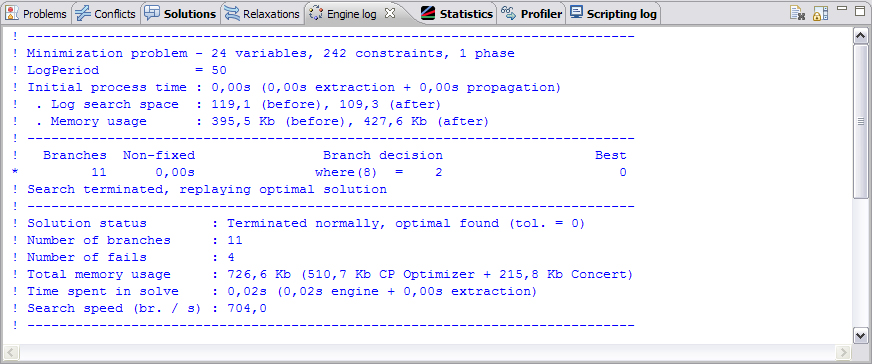 Problems Conflicts Solutions Relaxations Engine log Statistics Profiler Scripting log
! ----------------------------------------------------------------------------
! Minimization problem - 24 variables, 242 constraints, 1 phase
! LogPeriod            = 50
! Initial process time : 0,00s (0,00s extraction + 0,00s propagation)
!  . Log search space  : 119,1 (before), 109,3 (after)
!  . Memory usage      : 395,5 Kb (before), 427,6 Kb (after)
! ----------------------------------------------------------------------------
!   Branches  Non-fixed                Branch decision                    Best
*         11      0,00s               where(8)  =    2                       0
! Search terminated, replaying optimal solution
! ----------------------------------------------------------------------------
! Solution status        : Terminated normally, optimal found (tol. = 0)
! Number of branches     : 11
! Number of fails        : 4
! Total memory usage     : 726,6 Kb (510,7 Kb CP Optimizer + 215,8 Kb Concert)
! Time spent in solve    : 0,02s (0,02s engine + 0,00s extraction)
! Search speed (br. / s) : 704,0
! ----------------------------------------------------------------------------